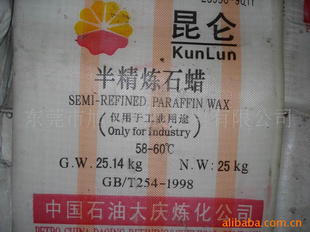 昆仑
KunLun
半精炼石蜡
SEMI-REFINED PARAFFIN WAX
（仅用于工业用途）
(Only for industry)
58-60℃
G.W. 25.14 kg N.W: 25 kg
GB/T254-1998
中国石油大庆炼化公司
alibaba.com.cn